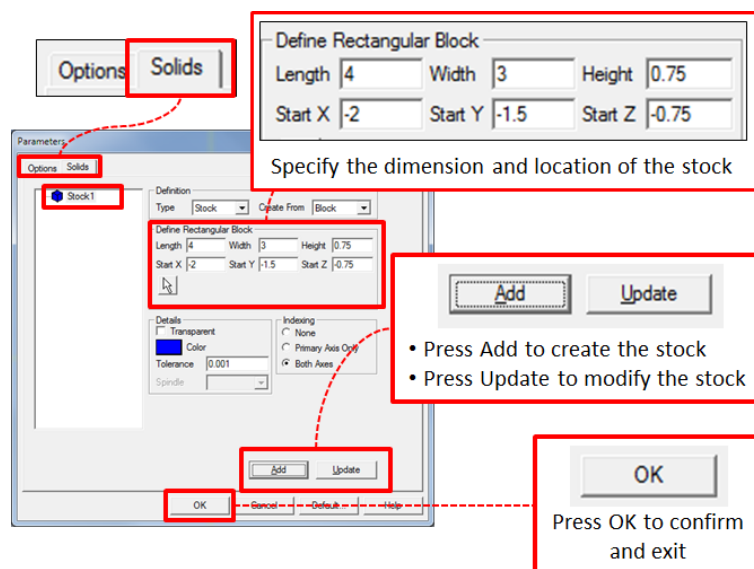 Options Solids
Define Rectangular Block
Length 4 Width 3 Height 0.75
Start X -2 Start Y -1.5 Start Z -0.75
Specify the dimension and location of the stock
Parameters
Options Solids
Stock1
Definition
Type Stock Create From Block
Define Rectangular Block
Length 4 Width 3 Height 0.75
Start X -2 Start Y -1.5 Start Z -0.75
Details
Transparent
Color
Tolerance 0.001
Spindle
Indexing
None
Primary Axis Only
Both Axes
Add Update
OK Cancel Default... Help
Add Update
• Press Add to create the stock
• Press Update to modify the stock
OK
Press OK to confirm
and exit